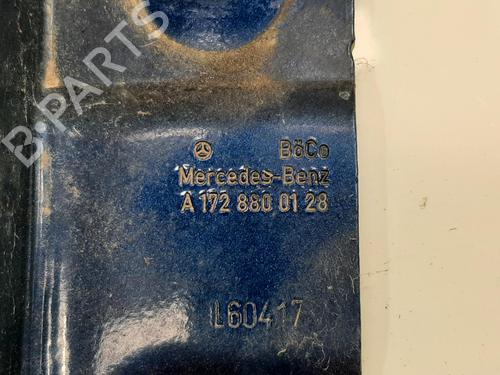 B-PARTS
BöCo
Mercedes-Benz
A 172 880 01 28
L60417